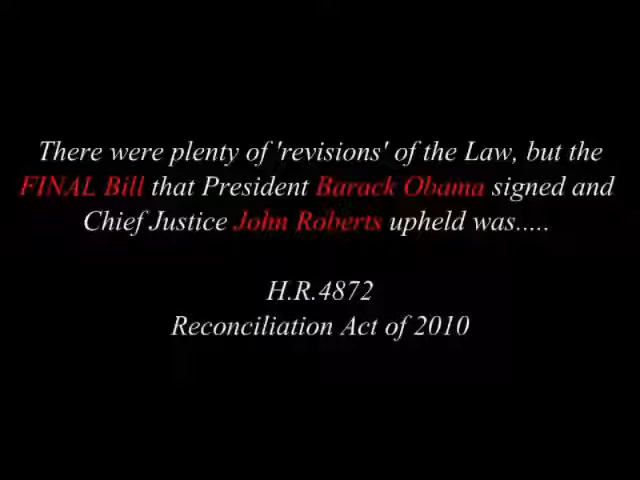 There were plenty of 'revisions' of the Law, but the
FINAL Bill that President Barack Obama signed and
Chief Justice John Roberts upheld was.....
H.R.4872
Reconciliation Act of 2010